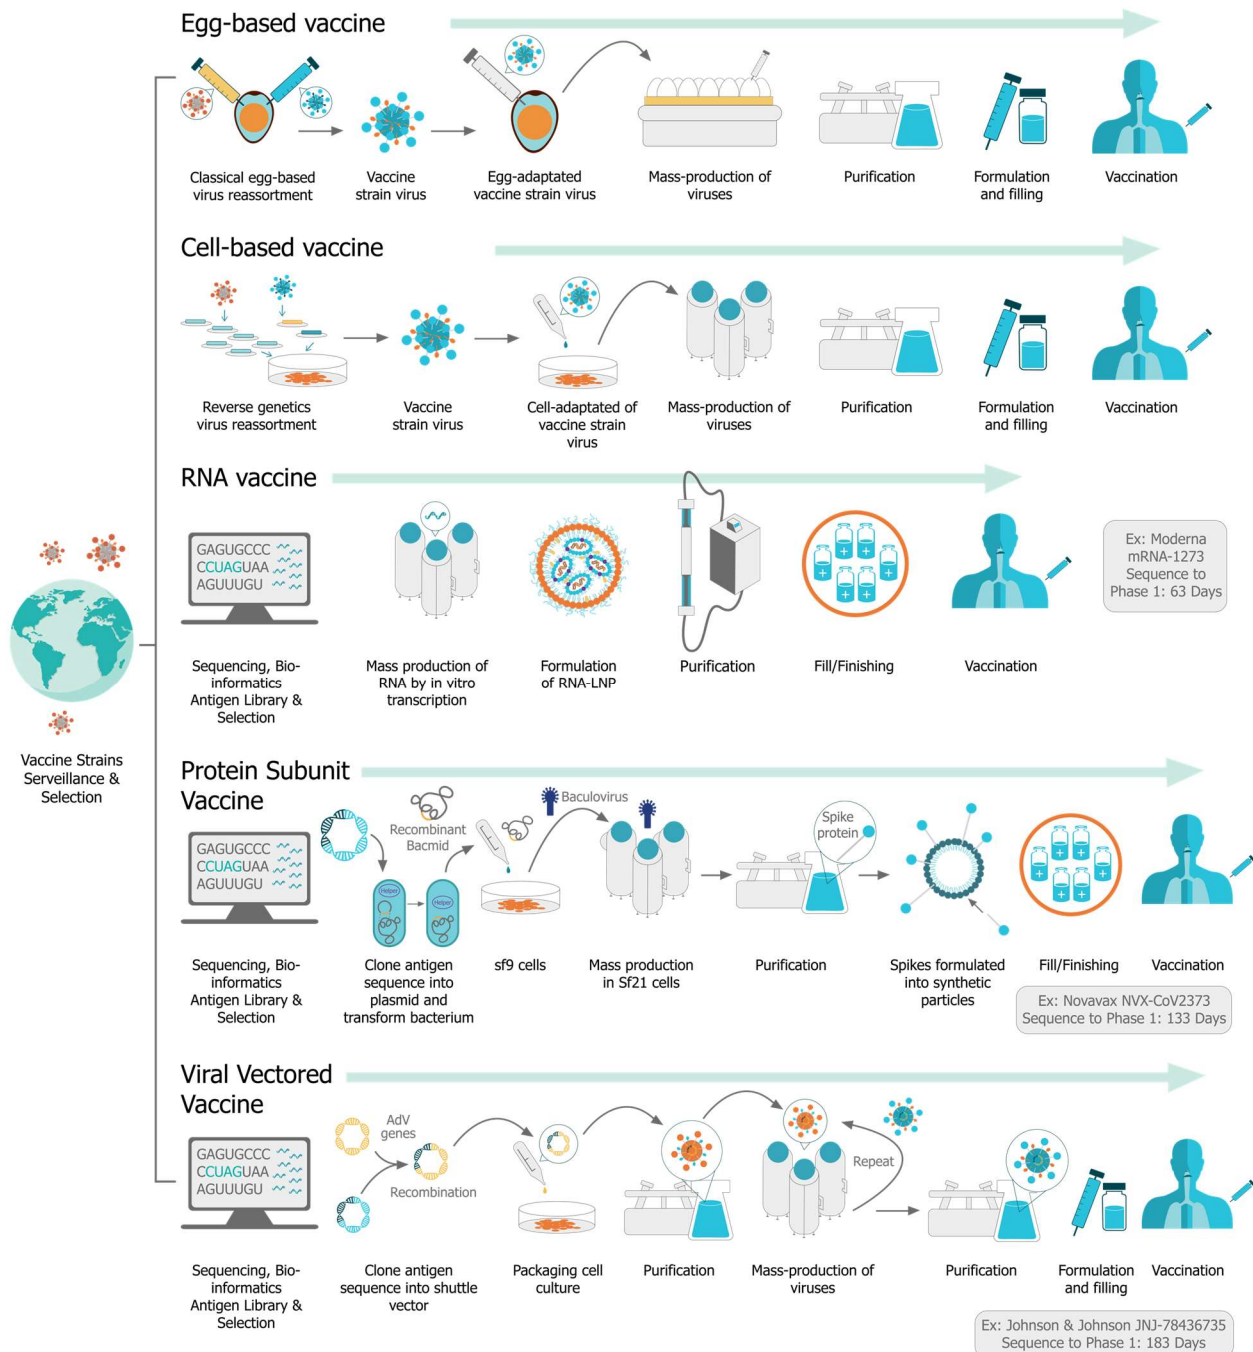 Egg-based vaccine
Classical egg-based
virus reassortment
Vaccine
strain virus
Egg-adaptated
vaccine strain virus
Mass-production of
viruses
Purification
Formulation
and filling
Vaccination
Cell-based vaccine
Reverse genetics
virus reassortment
Vaccine
strain virus
Cell-adaptated of
vaccine strain
virus
Mass-production of
viruses
Purification
Formulation
and filling
Vaccination
Vaccine Strains
Serveillance &
Selection
RNA vaccine
GAGUGCCC
CCUAGUAA
AGUUUGU
Sequencing, Bio-
informatics
Antigen Library &
Selection
Mass production of
RNA by in vitro
transcription
Formulation
of RNA-LNP
Purification
Fill/Finishing
Vaccination
Ex: Moderna
mRNA-1273
Sequence to
Phase 1: 63 Days
Protein Subunit
Vaccine
GAGUGCCC
CCUAGUAA
AGUUUGU
Sequencing, Bio-
informatics
Antigen Library &
Selection
Recombinant
Bacmid
Helper
Helper
Clone antigen
sequence into
plasmid and
transform bacterium
sf9 cells
Baculovirus
Mass production
in Sf21 cells
Spike
protein
Purification
Spikes formulated
into synthetic
particles
Fill/Finishing
Vaccination
Ex: Novavax NVX-CoV2373
Sequence to Phase 1: 133 Days
Viral Vectored
Vaccine
GAGUGCCC
CCUAGUAA
AGUUUGU
Sequencing, Bio-
informatics
Antigen Library &
Selection
AdV
genes
Recombination
Clone antigen
sequence into shuttle
vector
Packaging cell
culture
Purification
Repeat
Mass-production of
viruses
Purification
Formulation
and filling
Vaccination
Ex: Johnson & Johnson JNJ-78436735
Sequence to Phase 1: 183 Days